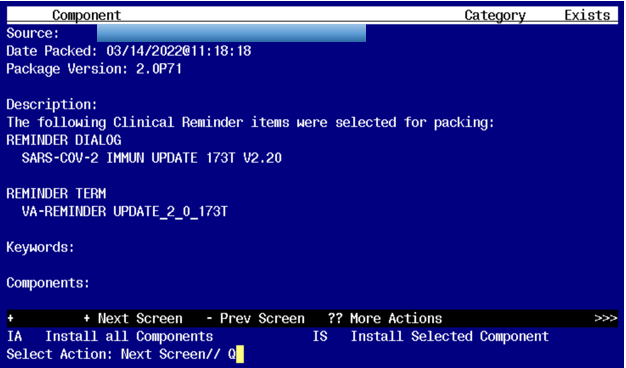 Component Category Exists
Source:
Date Packed: 03/14/2022@11:18:18
Package Version: 2.0P71
Description:
The following Clinical Reminder items were selected for packing:
REMINDER DIALOG
SARS-COV-2 IMMUN UPDATE 173T V2.20
REMINDER TERM
VA-REMINDER UPDATE_2_0_173T
Keywords:
Components:
+ + Next Screen - Prev Screen ?? More Actions >>>
IA Install all Components IS Install Selected Component
Select Action: Next Screen// Q